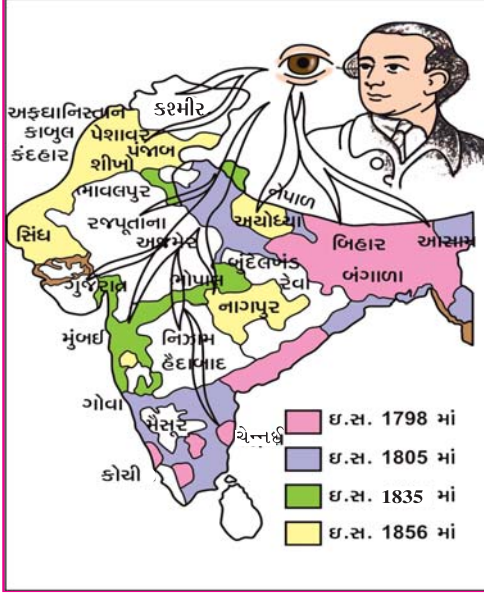 કશ્મીર
અફઘાનિસ્તાન
કાબુલ
કંદહાર
પેશાવર
પંજાબ
શીખો
ભાવલપુર
નેપાળ
રજપૂતાના
અયોધ્યા
સિંધ
અજમેર
બિહાર
આસામ
બુંદેલખંડ
બંગાળા
ગુજરાત
ભોપાલ
રેવા
નાગપુર
મુંબઈ
નિઝામ
હૈદાબાદ
ગોવા
મૈસૂર
ચેન્નઈ
કોચી
ઇ.સ. 1798 માં
ઇ.સ. 1805 માં
ઇ.સ. 1835 માં
ઇ.સ. 1856 માં